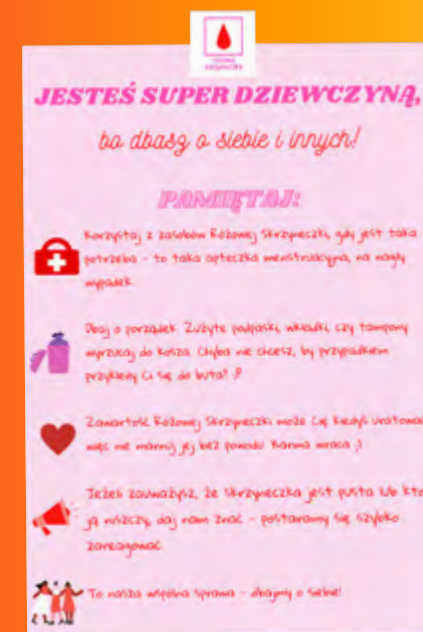 JESTEŚ SUPER DZIEWCZYNĄ,
bo dbasz o siebie i innych!
PAMIĘTAJ:
Korzystaj z zasobów Różowej Skrzyneczki, gdy jest taka
potrzeba - to taka apteczka menstruacyjna, na nagły
wypadek.
Dbaj o porządek. Zużyte podpaski, wkładki, czy tampony
wyrzucaj do kosza. Chyba nie chcesz, by przypadkiem
przykleiły Ci się do buta? :P
Zawartość Różowej Skrzyneczki może Cię kiedyś uratować
więc nie marnuj jej bez powodu. Karma wraca ;)
Jeżeli zauważysz, że skrzyneczka jest pusta lub kto
ją niszczy, daj nam znać - postaramy się szybko
zareagować.
To nasza wspólna sprawa - dbajmy o siebie!